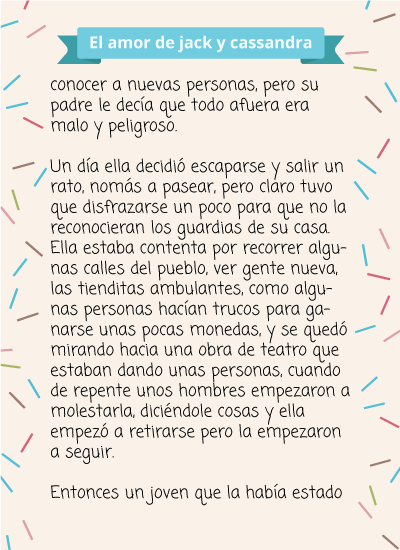 El amor de jack y cassandra
conocer a nuevas personas, pero su
padre le decía que todo afuera era
malo y peligroso.
Un día ella decidió escaparse y salir un
rato, nomás a pasear, pero claro tuvo
que disfrazarse un poco para que no la
reconocieran los guardias de su casa.
Ella estaba contenta por recorrer algu-
nas calles del pueblo, ver gente nueva,
las tienditas ambulantes, como algu-
nas personas hacían trucos para ga-
narse unas pocas monedas, y se quedó
mirando hacia una obra de teatro que
estaban dando unas personas, cuando
de repente unos hombres empezaron a
molestarla, diciéndole cosas y ella
empezó a retirarse pero la empezaron
a seguir.
Entonces un joven que la había estado